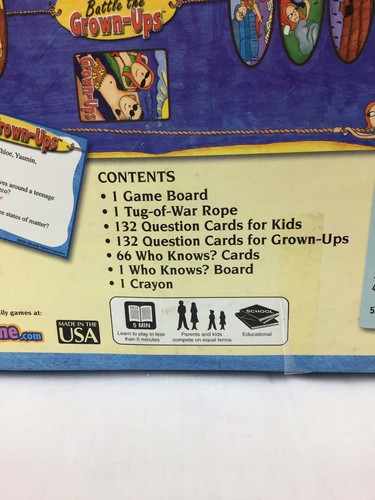 Battle the
Grown-Ups
Grown-Ups
rown-Ups
hloe, Yasmin,
ves around a teenage
eco?
e states of matter?
CONTENTS
• 1 Game Board
• 1 Tug-of-War Rope
• 132 Question Cards for Kids
• 132 Question Cards for Grown-Ups
• 66 Who Knows? Cards
• 1 Who Knows? Board
• 1 Crayon
ily games at:
me.com
MADE IN THE
USA
5 MIN
Learn to play in less
than 5 minutes
Parents and kids
compete on equal terms
SCHOOL
Educational